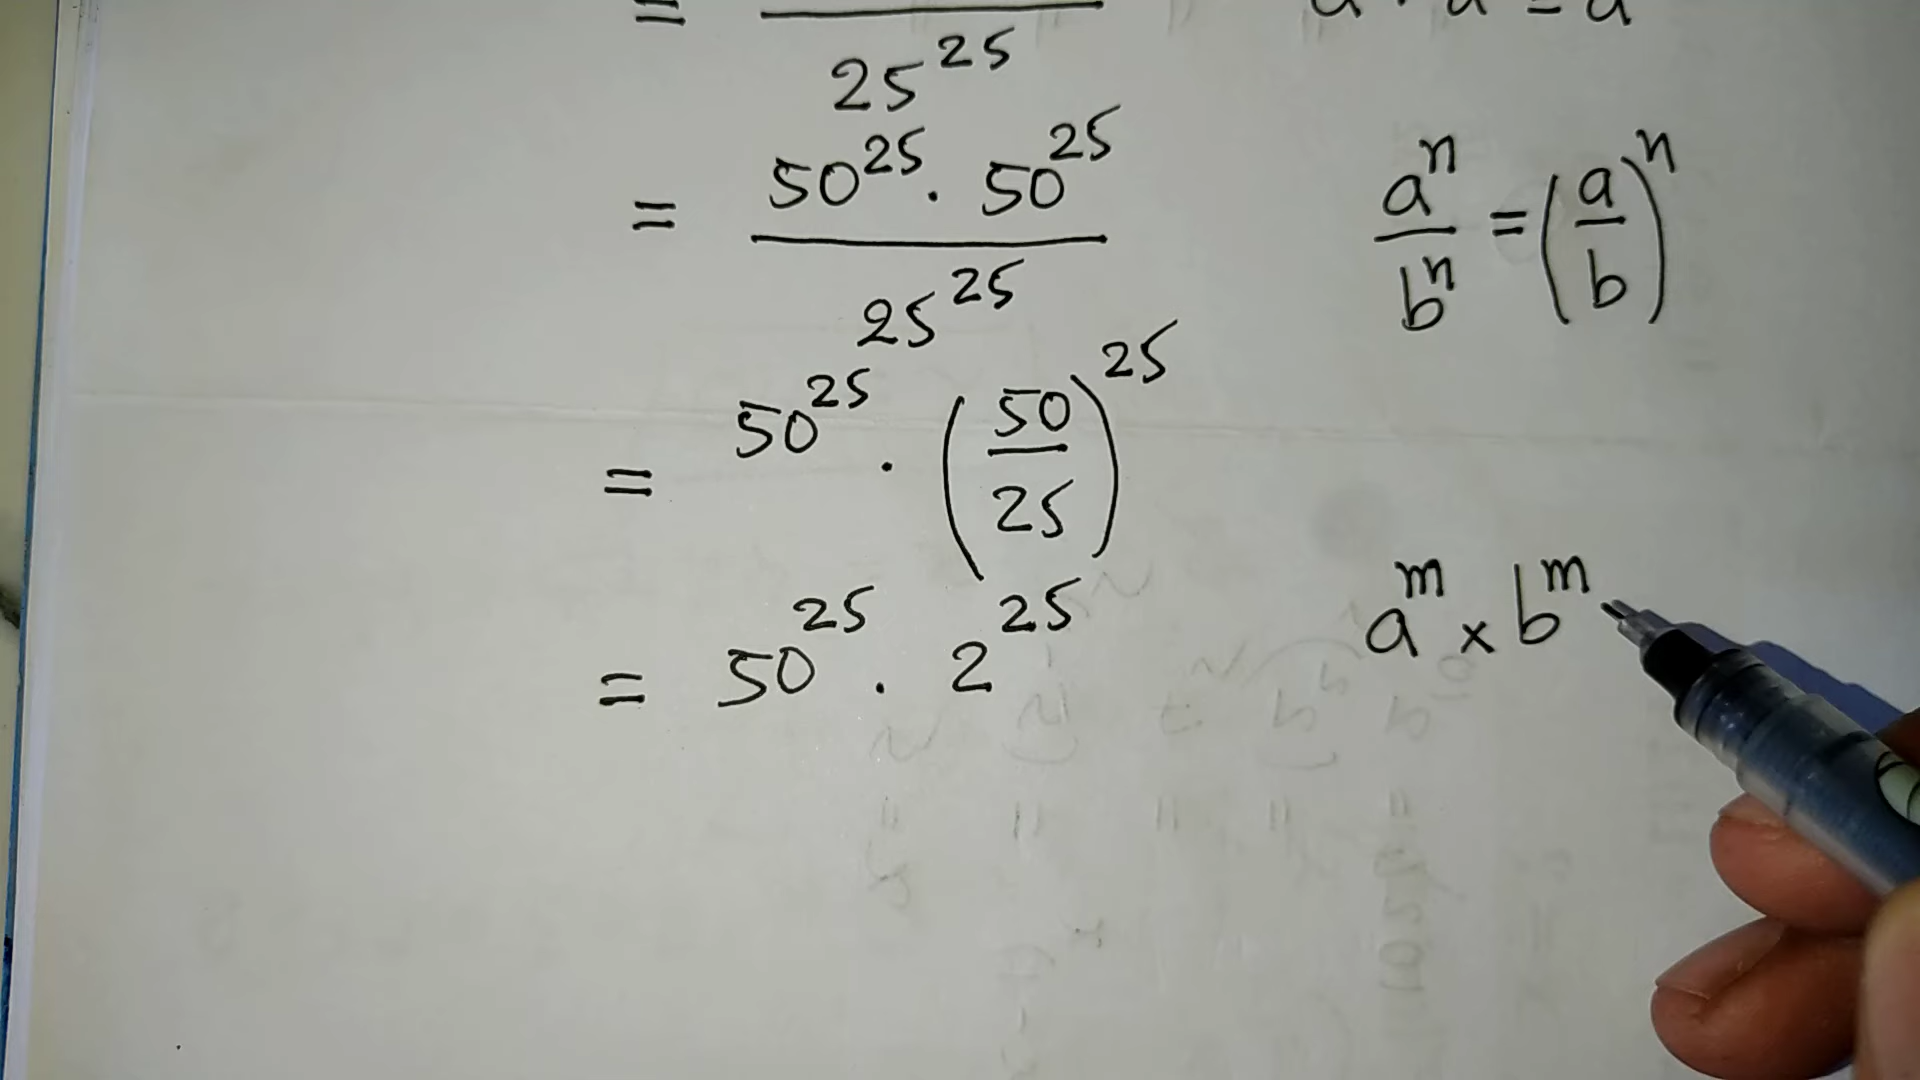 =
25^25
= 50^25 . 50^25 / 25^25
a^n / b^n = (a/b)^n
= 50^25 . (50/25)^25
= 50^25 . 2^25
a^m × b^m